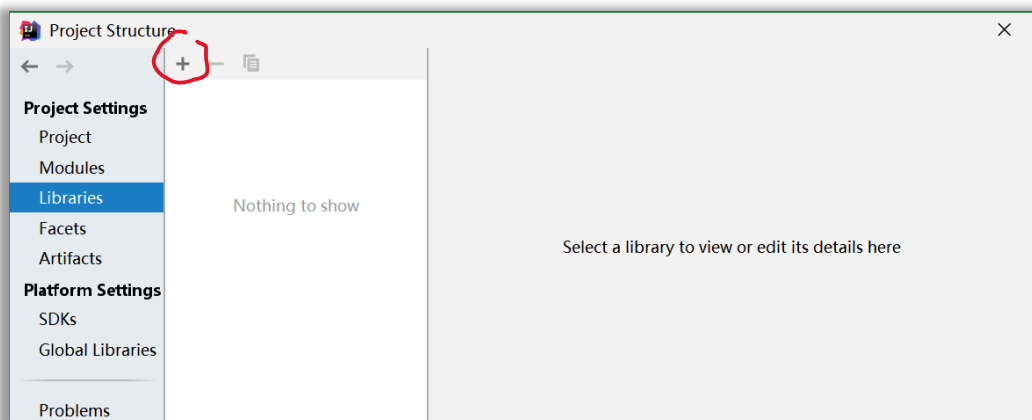 Project Structure
Project Settings
Project
Modules
Libraries
Facets
Artifacts
Platform Settings
SDKs
Global Libraries
Problems
Nothing to show
Select a library to view or edit its details here